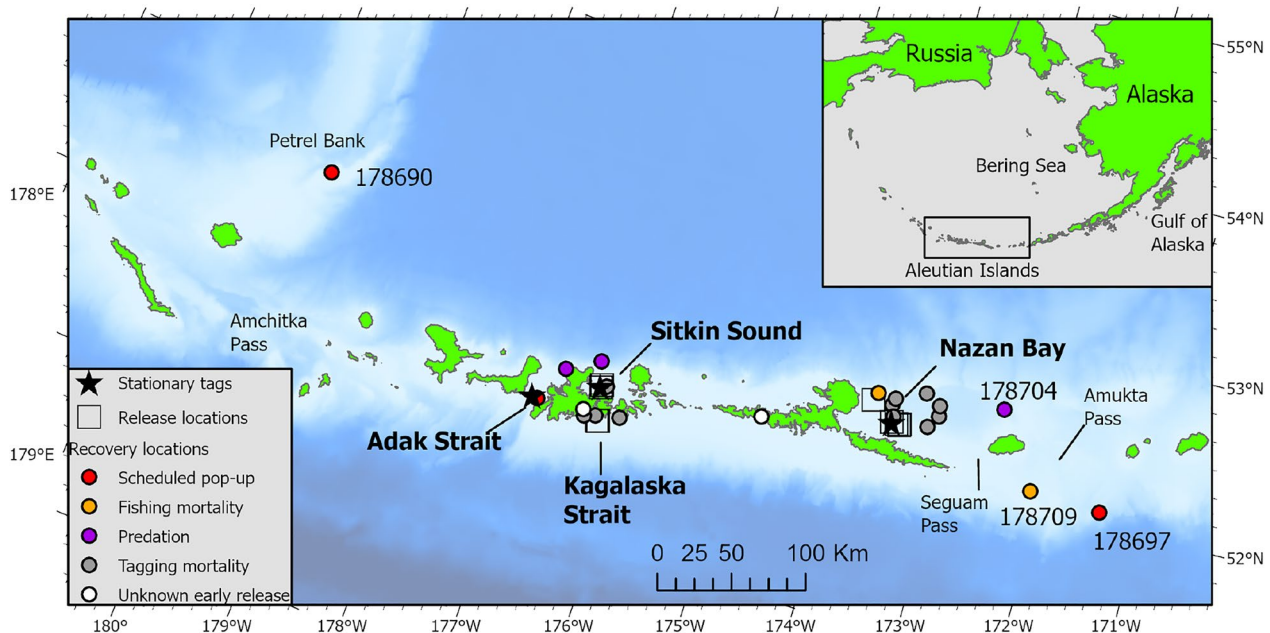 Russia
Alaska
Bering Sea
Gulf of
Alaska
Aleutian Islands
55°N
54°N
53°N
52°N
178°E
179°E
Petrel Bank
178690
Amchitka
Pass
Sitkin Sound
Nazan Bay
178704
Amukta
Pass
Adak Strait
Kagalaska
Strait
Seguam
Pass
178709
178697
0 25 50 100 Km
Stationary tags
Release locations
Recovery locations
Scheduled pop-up
Fishing mortality
Predation
Tagging mortality
Unknown early release
180° 179°W 178°W 177°W 176°W 175°W 174°W 173°W 172°W 171°W